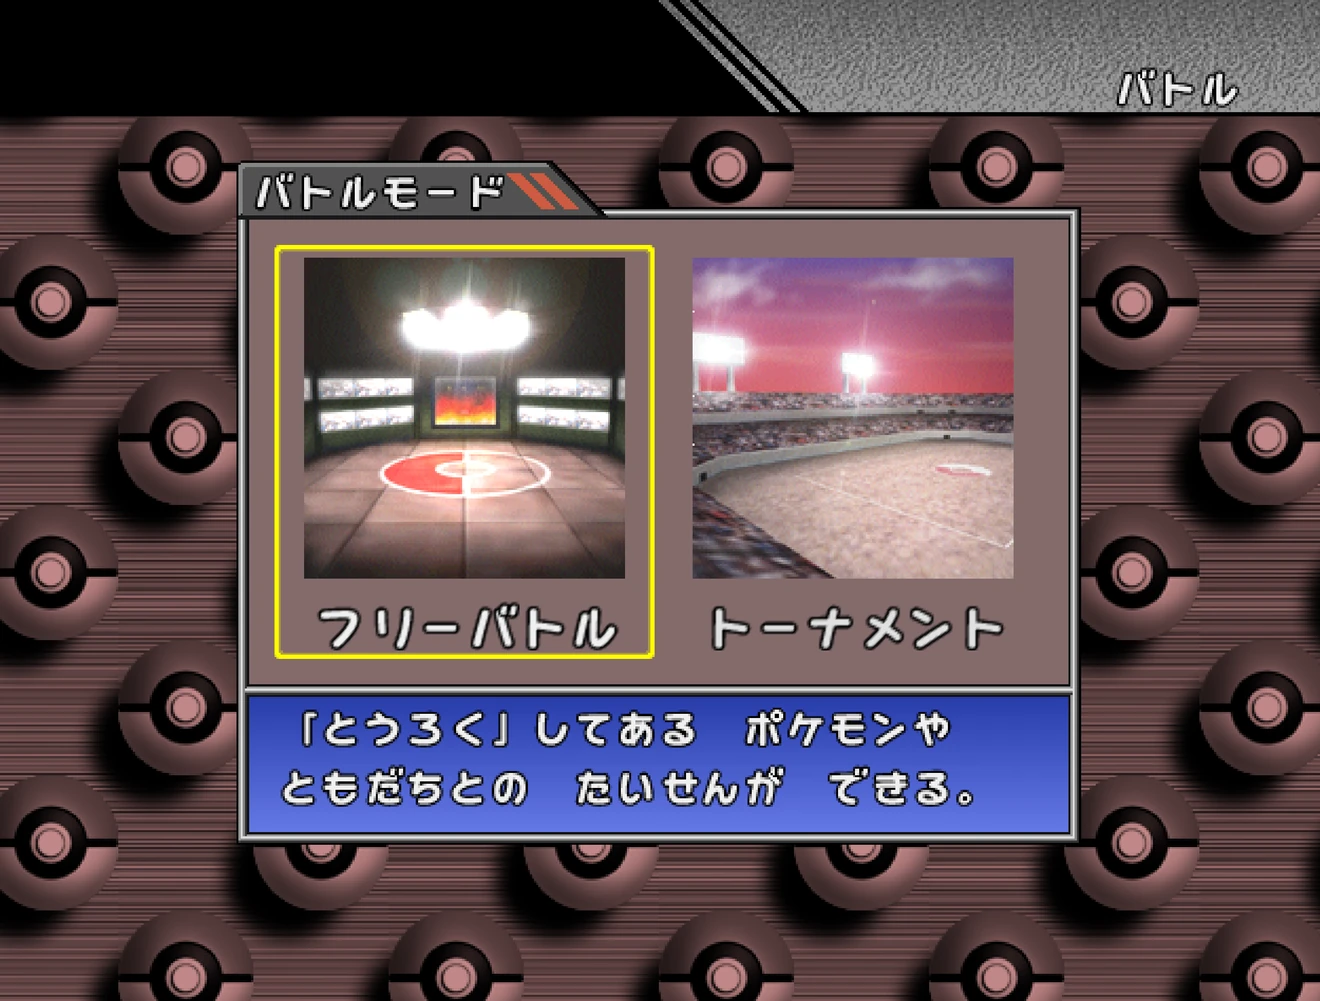 バトル
バトルモード
フリーバトル
トーナメント
「とうろく」してある　ポケモンや
ともだちとの　たいせんが　できる。